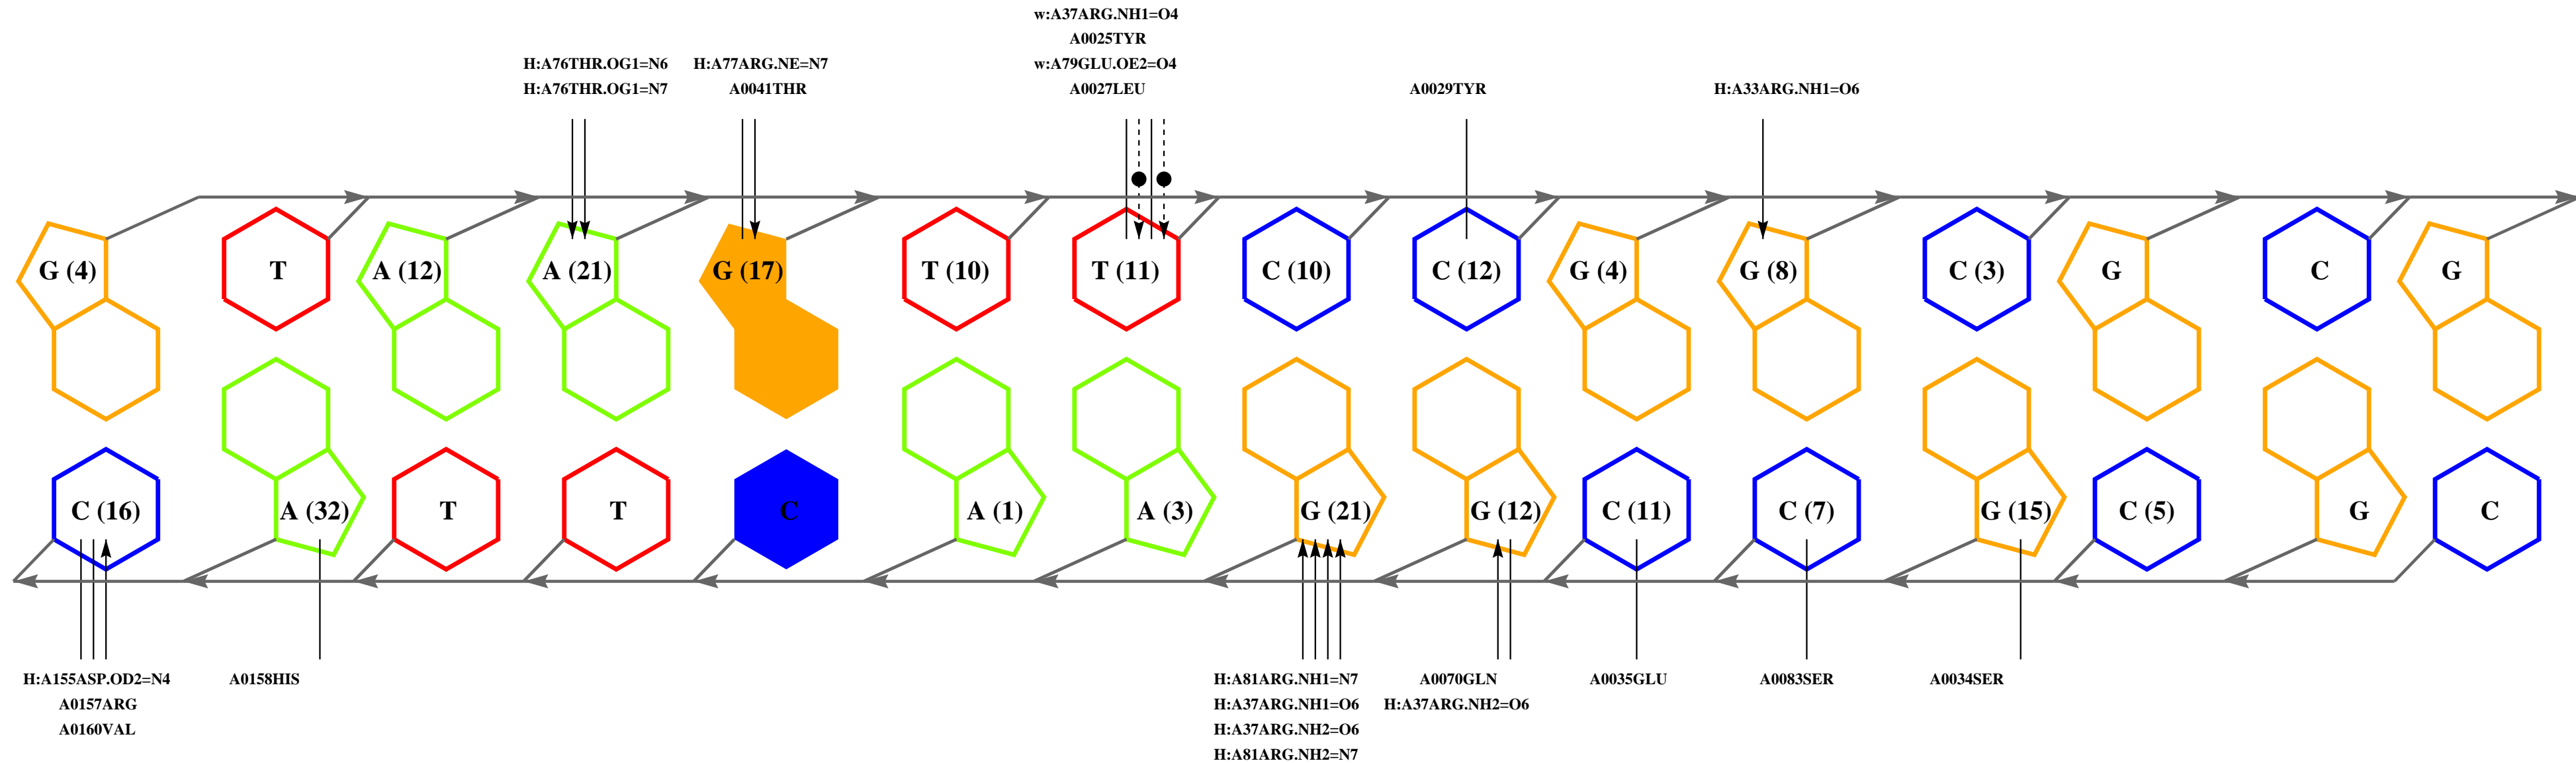 w:A37ARG.NH1=O4
A0025TYR
H:A76THR.OG1=N6 H:A77ARG.NE=N7 w:A79GLU.OE2=O4
H:A76THR.OG1=N7 A0041THR A0027LEU A0029TYR H:A33ARG.NH1=O6
G (4) T A (12) A (21) G (17) T (10) T (11) C (10) C (12) G (4) G (8) C (3) G C G
C (16) A (32) T T C A (1) A (3) G (21) G (12) C (11) C (7) G (15) C (5) G C
H:A155ASP.OD2=N4 A0158HIS H:A81ARG.NH1=N7 A0070GLN A0035GLU A0083SER A0034SER
A0157ARG H:A37ARG.NH1=O6 H:A37ARG.NH2=O6
A0160VAL H:A37ARG.NH2=O6
H:A81ARG.NH2=N7